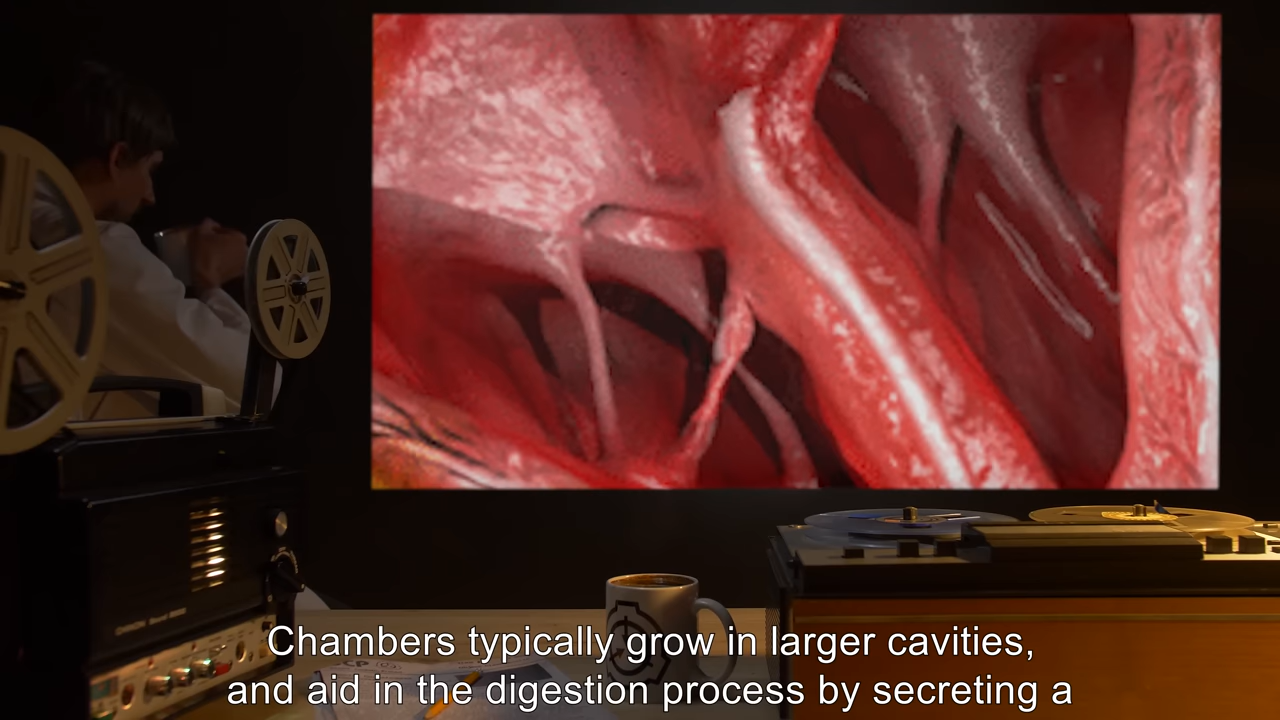 Chambers typically grow in larger cavities,
and aid in the digestion process by secreting a